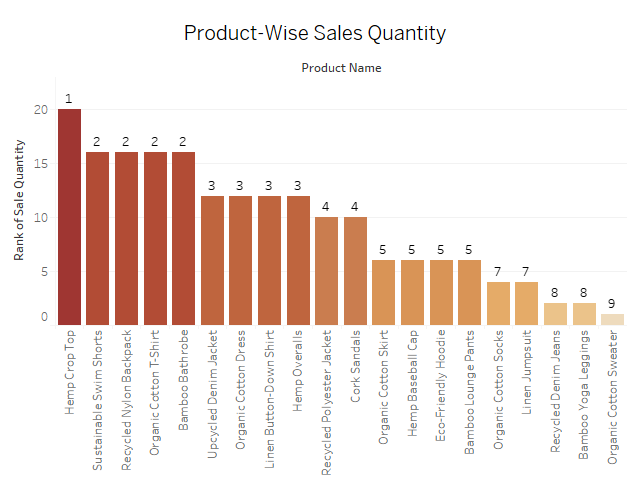 Product-Wise Sales Quantity
Product Name
Rank of Sale Quantity
20
15
10
5
0
1
2
2
2
2
3
3
3
3
4
4
5
5
5
5
7
7
8
8
9
Hemp Crop Top
Sustainable Swim Shorts
Recycled Nylon Backpack
Organic Cotton T-Shirt
Bamboo Bathrobe
Upcycled Denim Jacket
Organic Cotton Dress
Linen Button-Down Shirt
Hemp Overalls
Recycled Polyester Jacket
Cork Sandals
Organic Cotton Skirt
Hemp Baseball Cap
Eco-Friendly Hoodie
Bamboo Lounge Pants
Organic Cotton Socks
Linen Jumpsuit
Recycled Denim Jeans
Bamboo Yoga Leggings
Organic Cotton Sweater